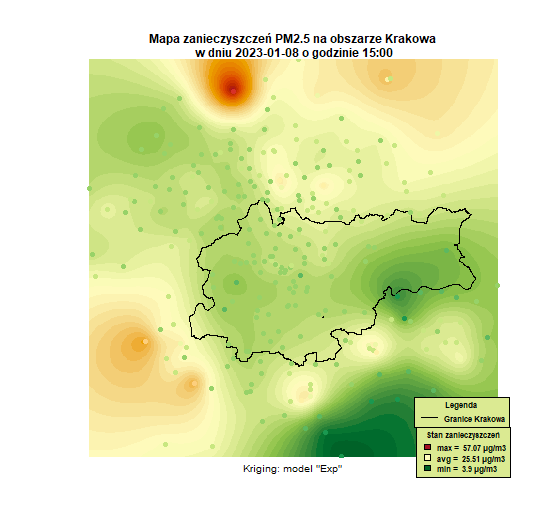 Mapa zanieczyszczeń PM2.5 na obszarze Krakowa
w dniu 2023-01-08 o godzinie 15:00
Legenda
Granice Krakowa
Stan zanieczyszczeń
max = 57.07 µg/m3
avg = 25.51 µg/m3
min = 3.9 µg/m3
Kriging: model "Exp"